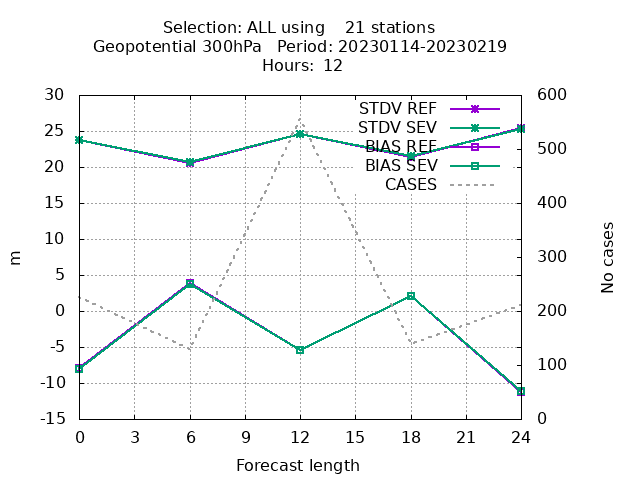 Selection: ALL using    21 stations
Geopotential 300hPa   Period: 20230114-20230219
Hours:  12
30 600
STDV REF
25 STDV SEV
500
BIAS REF
20 BIAS SEV
CASES
400
15
10
300
5
m
No cases
0 200
-5
100
-10
-15 0
0 3 6 9 12 15 18 21 24
Forecast length